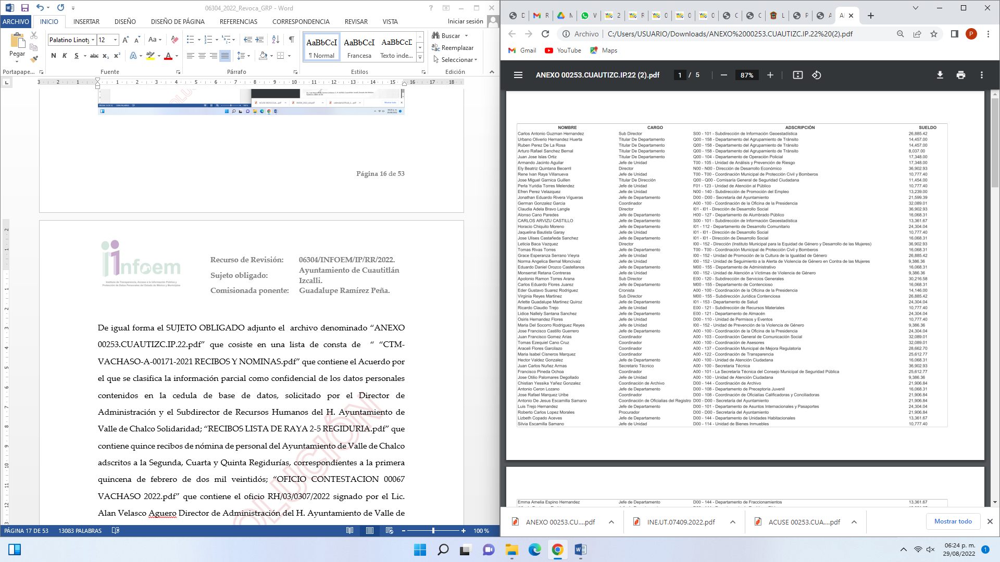 06304_2022_Revoca_GRP - Word
ARCHIVO INICIO INSERTAR DISEÑO DISEÑO DE PÁGINA REFERENCIAS CORRESPONDENCIA REVISAR VISTA Iniciar sesión
Pegar
Palatino Linoty 12
AaBbCcI AaBbCcI AaBbCcD
¶ Normal Francesa Texto inde...
Buscar
Reemplazar
Seleccionar
Portapape... Fuente Párrafo Estilos Edición
Página 16 de 53
infoem
Instituto de Transparencia, Acceso a la Información Pública y
Protección de Datos Personales del Estado de México y Municipios
Recurso de Revisión: 06304/INFOEM/IP/RR/2022.
Sujeto obligado: Ayuntamiento de Cuautitlán Izcalli.
Comisionada ponente: Guadalupe Ramírez Peña.
De igual forma el SUJETO OBLIGADO adjunto el archivo denominado “ANEXO
00253.CUAUTIZC.IP.22.pdf” que cosiste en una lista de consta de “ “CTM-
VACHASO-A-00171-2021 RECIBOS Y NOMINAS.pdf” que contiene el Acuerdo por
el que se clasifica la información parcial como confidencial de los datos personales
contenidos en la cedula de base de datos, solicitado por el Director de
Administración y el Subdirector de Recursos Humanos del H. Ayuntamiento de
Valle de Chalco Solidaridad; “RECIBOS LISTA DE RAYA 2-5 REGIDURIA.pdf” que
contiene quince recibos de nómina de personal del Ayuntamiento de Valle de Chalco
adscritos a la Segunda, Cuarta y Quinta Regidurías, correspondientes a la primera
quincena de febrero de dos mil veintidós; “OFICIO CONTESTACION 00067
VACHASO 2022.pdf” que contiene el oficio RH/03/0307/2022 signado por el Lic.
Alan Velasco Aguero Director de Administración del H. Ayuntamiento de Valle de
PÁGINA 17 DE 53 13083 PALABRAS 100 %
Archivo C:/Users/USUARIO/Downloads/ANEXO%2000253.CUAUTIZC.IP.22%20(2).pdf
Gmail YouTube Maps
ANEXO 00253.CUAUTIZC.IP.22 (2).pdf 1 / 5 87%
NOMBRE CARGO ADSCRIPCIÓN SUELDO
Carlos Antonio Guzman Hernandez Sub Director S00 - 101 - Subdirección de Información Geoestadística 26,885.42
Urbano Oliverio Hernandez Huerta Titular De Departamento Q00 - 158 - Departamento del Agrupamiento de Tránsito 14,457.00
Ruben Perez De La Rosa Titular De Departamento Q00 - 158 - Departamento del Agrupamiento de Tránsito 14,457.00
Arturo Rafael Sanchez Bernal Titular De Departamento Q00 - 158 - Departamento del Agrupamiento de Tránsito 8,037.00
Juan Jose Islas Ortiz Titular De Departamento Q00 - 104 - Departamento de Operación Policial 17,348.00
Armando Jacinto Aguilar Jefe de Unidad T00 - 105 - Unidad de Análisis y Prevención de Riesgo 17,348.00
Ely Beatriz Quintana Becerril Director N00 - N00 - Dirección de Desarrollo Económico 36,902.93
Rene Ivan Raya Villanueva Jefe de Unidad T00 - T00 - Coordinación Municipal de Protección Civil y Bomberos 10,777.40
Jose Miguel Garnica Guillen Titular De Dirección Q00 - Q00 - Comisaría General de Seguridad Ciudadana 11,454.00
Perla Yuridia Torres Melendez Jefe de Unidad F01 - 123 - Unidad de Atención al Público 10,777.40
Efren Perez Velazquez Jefe de Unidad N00 - 140 - Subdirección de Promoción del Empleo 13,239.00
Jonathan Eduardo Rivera Vigueras Jefe de Departamento D00 - D00 - Secretaría del Ayuntamiento 21,599.39
German Gonzalez Garcia Coordinador A00 - 100 - Coordinación de la Oficina de la Presidencia 32,089.01
Claudia Adela Bravo Langle Director I01 - I01 - Dirección de Desarrollo Social 36,902.93
Alonso Cano Paredes Jefe de Departamento H00 - 127 - Departamento de Alumbrado Público 16,068.31
CARLOS ARVIZU CASTILLO Jefe de Departamento S00 - 101 - Subdirección de Información Geoestadística 13,361.67
Horacio Chiquito Moreno Jefe de Departamento I01 - 112 - Departamento de Desarrollo Comunitario 24,304.04
Jaquelina Bautista Garay Jefe de Unidad I01 - I01 - Dirección de Desarrollo Social 10,777.40
Jose Ulises Castañeda Sanchez Jefe de Departamento I01 - I01 - Dirección de Desarrollo Social 16,068.31
Leticia Baca Vazquez Director I00 - 152 - Dirección (Instituto Municipal para la Equidad de Género y Desarrollo de las Mujeres) 36,902.93
Tomas Rivas Torres Jefe de Departamento T00 - T00 - Coordinación Municipal de Protección Civil y Bomberos 16,068.31
Grace Esperanza Serrano Vieyra Jefe de Unidad I00 - 152 - Unidad de Promoción de la Cultura de la Igualdad de Género 26,885.42
Norma Angelica Bernal Moncivaiz Jefe de Unidad I00 - 152 - Unidad de Seguimiento a la Alerta de Violencia de Género en Contra de las Mujeres 9,386.36
Eduardo Daniel Orozco Castellanos Jefe de Departamento M00 - 155 - Departamento de Administrativo 16,068.31
Monserrat Retana Contreras Jefe de Unidad I00 - 152 - Unidad de Atención a Víctimas de Violencia de Género 9,386.36
Apolonio Ramon Torres Arana Sub Director E00 - 120 - Subdirección de Servicios Generales 30,216.58
Carlos Eduardo Flores Juarez Jefe de Departamento M00 - 155 - Departamento de Contencioso 16,068.31
Eder Gustavo Suarez Rodriguez Cronista A00 - 100 - Coordinación de la Oficina de la Presidencia 14,146.00
Virginia Reyes Martinez Sub Director M00 - 155 - Subdirección Jurídica Contenciosa 26,885.42
Arlette Guadalupe Martinez Quiroz Jefe de Departamento I01 - 153 - Departamento de Salud 24,304.04
Ricardo Claudio Trejo Jefe de Unidad E00 - 121 - Subdirección de Recursos Materiales 10,777.40
Lidice Nallely Santana Sanchez Jefe de Departamento E00 - 121 - Departamento de Almacén 24,304.04
Osiris Hernandez Flores Jefe de Unidad D00 - 110 - Unidad de Permisos y Eventos 10,777.40
Maria Del Socorro Rodriguez Reyes Jefe de Unidad I00 - 152 - Unidad de Prevención de la Violencia de Género 9,386.36
Jose Francisco Castillo Guerrero Jefe de Departamento A00 - 100 - Coordinación de la Oficina de la Presidencia 24,304.04
Juan Francisco Gomez Arias Coordinador A00 - 103 - Coordinación General de Comunicación Social 32,089.01
Tomas Ezequiel Cano Cruz Coordinador A00 - 100 - Coordinación de Asesores 32,089.01
Araceli Flores Garcilazo Coordinador A00 - 137 - Coordinación Municipal de Mejora Regulatoria 28,662.70
Maria Isabel Cisneros Marquez Coordinador A00 - 122 - Coordinación de Transparencia 25,612.77
Hector Valdez Gonzalez Jefe de Departamento A00 - 100 - Unidad de Atención Ciudadana 16,068.31
Juan Carlos Nuñez Armas Secretario Técnico A00 - 100 - Secretaría Técnica 36,902.93
Francisco Pineda Ochoa Coordinador A00 - 101 - La Secretaría Técnica del Consejo Municipal de Seguridad Pública 25,612.77
Jose Otilio Palomares Degollado Jefe de Unidad A00 - 100 - Unidad de Atención Ciudadana 9,386.36
Chistian Yessika Yañez Gonzalez Coordinación de Archivo D00 - 144 - Coordinación de Archivo 21,906.84
Antonio Ceron Lozano Jefe de Departamento D00 - 108 - Departamento de Preceptoría Juvenil 16,068.31
Jose Rafael Marquez Uribe Coordinador D00 - 108 - Coordinación de Oficialías Calificadoras y Conciliadoras 21,906.84
Antonio De Jesus Escamilla Samano Coordinación de Oficialias del Registro D00 - D00 - Secretaría del Ayuntamiento 21,906.84
Luis Trejo Hernandez Jefe de Departamento D00 - 101 - Departamento de Asuntos Internacionales y Pasaportes 24,304.04
Roberto Carlos Lopez Morales Procurador D00 - D00 - Secretaría del Ayuntamiento 21,906.84
Lizbeth Copado Aceves Jefe de Departamento D00 - 144 - Departamento de Unidades Habitacionales 13,361.67
Silvia Escamilla Samano Jefe de Unidad D00 - 114 - Unidad de Bienes Inmuebles 10,777.40
Emma Amelia Espino Hernandez Jefe de Departamento D00 - 144 - Departamento de Fraccionamientos 13,361.67
ANEXO 00253.CU....pdf INE.UT.07409.2022.pdf ACUSE 00253.CUA....pdf Mostrar todo
06:24 p. m.
29/08/2022